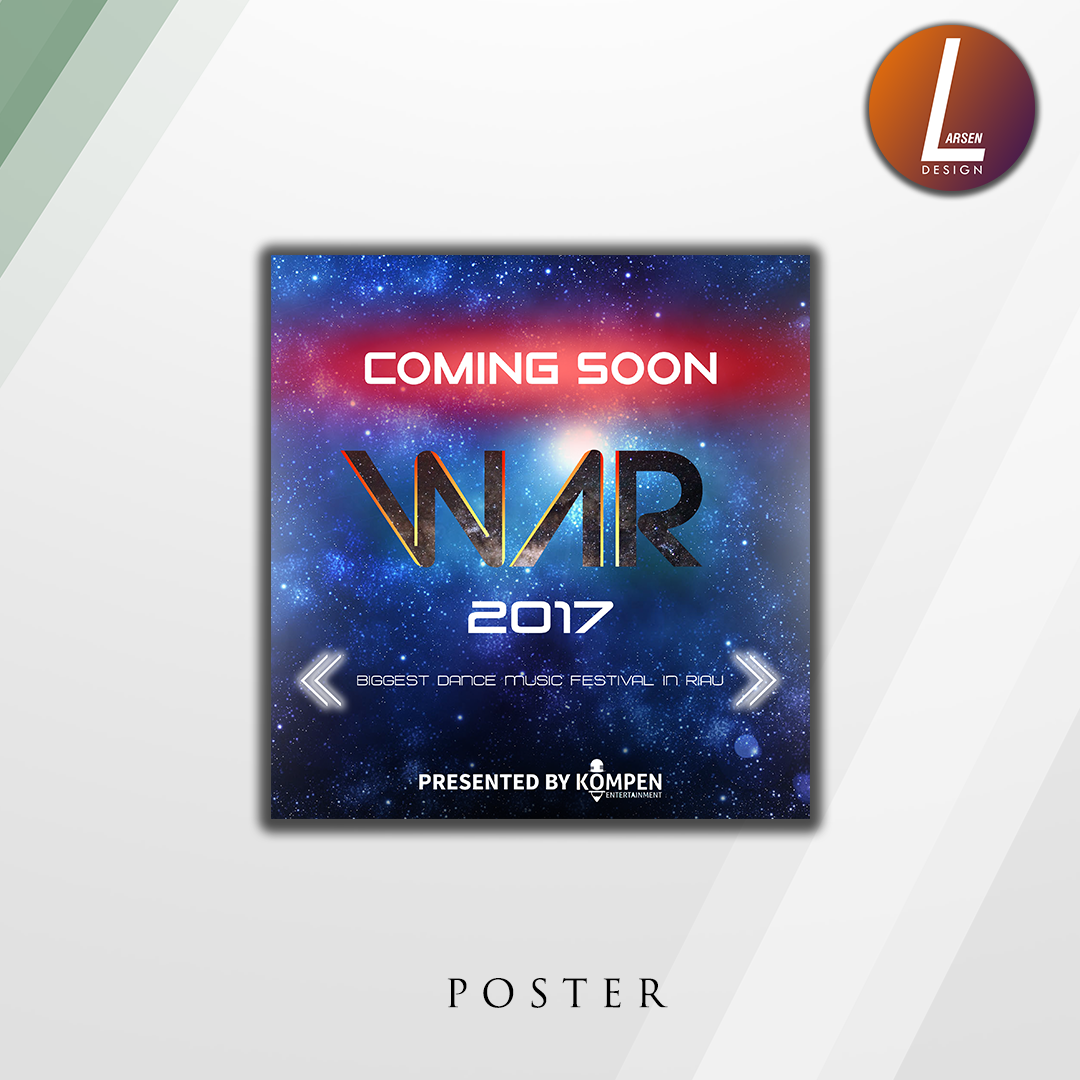 LARSEN
DESIGN
COMING SOON
WAR
2017
BIGGEST DANCE MUSIC FESTIVAL IN RIAU
PRESENTED BY KOMPEN
ENTERTAINMENT
POSTER